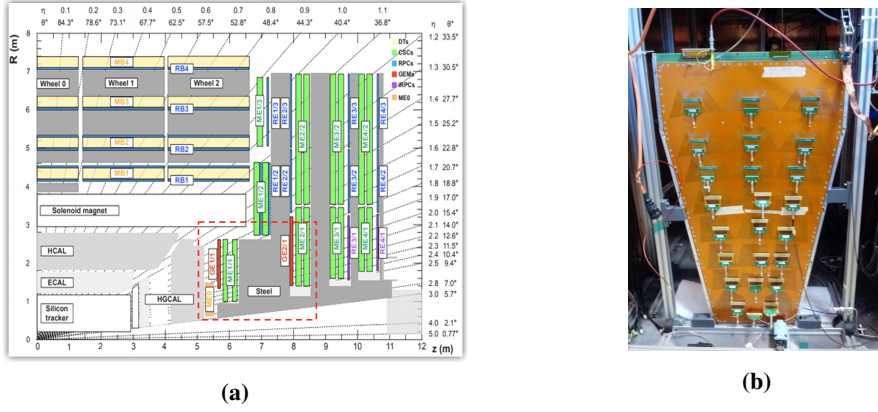 η 0.1 0.2 0.3 0.4 0.5 0.6 0.7 0.8 0.9 1.0 1.1 η θ°
θ° 84.3° 78.6° 73.1° 67.7° 62.5° 57.5° 52.8° 48.4° 44.3° 40.4° 36.8° 1.2 33.5°
R (m)
8
7
6
5
4
3
2
1
0
DTs
CSCs
RPCs
GEMs
iRPCs
ME0
MB4
RB4
Wheel 0
Wheel 1
Wheel 2
MB3
RB3
MB2
RB2
MB1
RB1
Solenoid magnet
HCAL
ECAL
Silicon
tracker
HGCAL
Steel
ME0
GE1/1
ME1/1
ME1/2
ME1/3
RE1/3
RE2/3
RE1/2
RE2/2
GE2/1
ME2/1
ME2/2
ME3/1
ME3/2
RE3/3
RE3/2
RE3/1
ME4/1
ME4/2
RE4/3
RE4/2
RE4/1
1.3 30.5°
1.4 27.7°
1.5 25.2°
1.6 22.8°
1.7 20.7°
1.8 18.8°
1.9 17.0°
2.0 15.4°
2.1 14.0°
2.2 12.6°
2.3 11.5°
2.4 10.4°
2.5 9.4°
2.8 7.0°
3.0 5.7°
4.0 2.1°
5.0 0.77°
0 1 2 3 4 5 6 7 8 9 10 11 12
z (m)
(a)
(b)